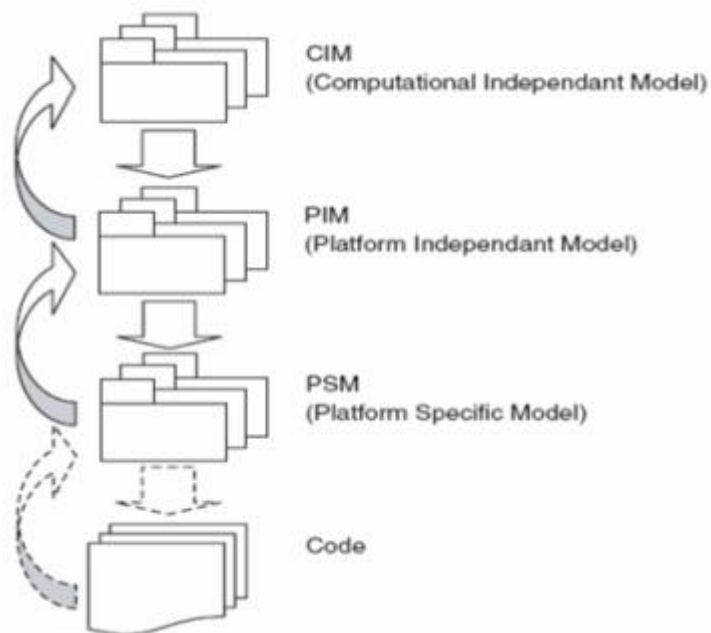 CIM
(Computational Independant Model)
PIM
(Platform Independant Model)
PSM
(Platform Specific Model)
Code